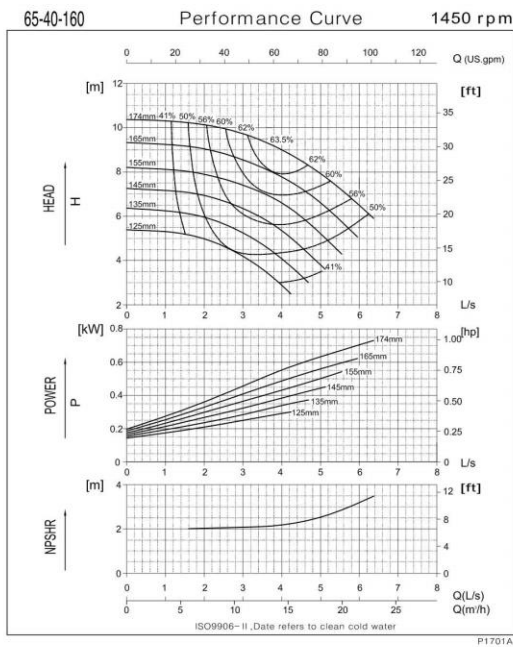 65-40-160 Performance Curve 1450 rpm
0 20 40 60 80 100 120 Q (US.gpm)
[m] [ft]
12
10
8
6
4
2
35
30
25
20
15
10
HEAD H
174mm 41% 50% 56% 60% 62% 63.5%
165mm
155mm
145mm
135mm
125mm
62%
60%
56%
50%
41%
0 1 2 3 4 5 6 7 8 L/s
[kW] [hp]
0.8
0.6
0.4
0.2
0
1.00
0.75
0.50
0.25
0
POWER P
174mm
165mm
155mm
145mm
135mm
125mm
0 1 2 3 4 5 6 7 8 L/s
[m] [ft]
4
2
0
12
8
4
0
NPSHR
0 1 2 3 4 5 6 7 8 Q(L/s)
0 5 10 15 20 25 Q(m³/h)
ISO9906-II ,Date refers to clean cold water
P1701A